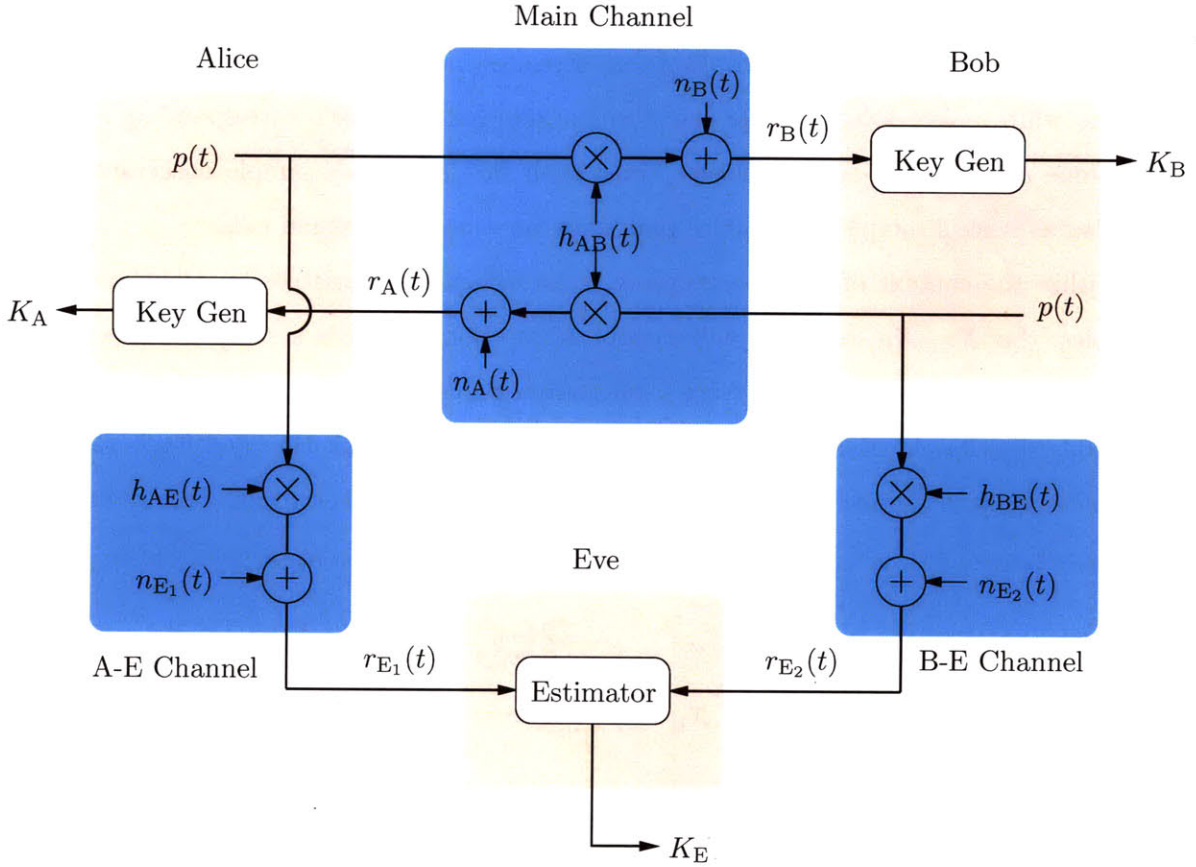 Main Channel
Alice
Bob
n_B(t)
p(t)
r_B(t)
Key Gen
K_B
h_AB(t)
r_A(t)
K_A
Key Gen
p(t)
n_A(t)
h_AE(t)
h_BE(t)
Eve
n_E₁(t)
n_E₂(t)
A-E Channel
r_E₁(t)
r_E₂(t)
B-E Channel
Estimator
K_E